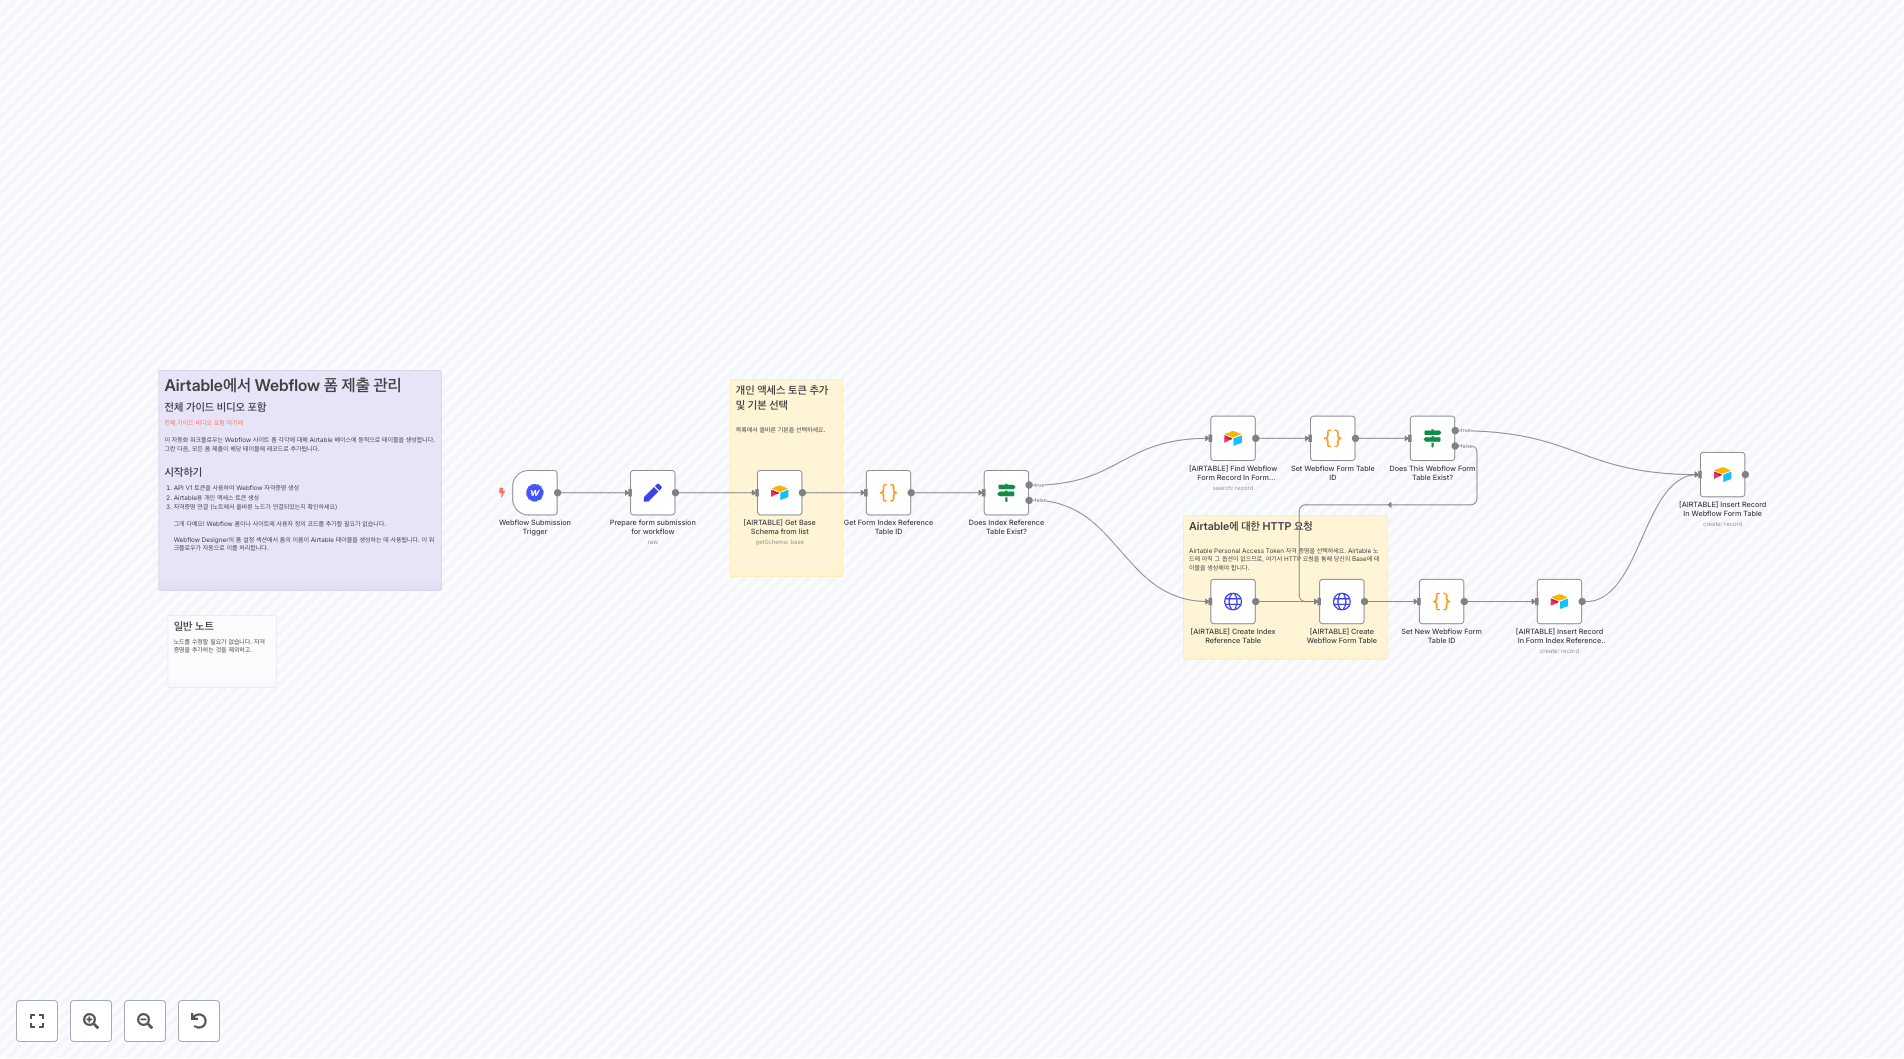 Airtable에서 Webflow 폼 제출 관리
전체 가이드 비디오 포함
전체 가이드 비디오 포함 여기에
이 자동화 워크플로우는 Webflow 사이트 폼 각각에 대해 Airtable 베이스에 동적으로 테이블을 생성합니다.
그런 다음, 모든 폼 제출이 해당 테이블에 레코드로 추가됩니다.
시작하기
1. API V1 토큰을 사용하여 Webflow 자격증명 생성
2. Airtable용 개인 액세스 토큰 생성
3. 자격증명 연결 (노트에서 올바른 노드가 연결되었는지 확인하세요)
그게 다예요! Webflow 폼이나 사이트에 사용자 정의 코드를 추가할 필요가 없습니다.
Webflow Designer의 폼 설정 섹션에서 폼의 이름이 Airtable 테이블을 생성하는 데 사용됩니다. 이 워
크플로우가 자동으로 이를 처리합니다.
일반 노트
노드를 수정할 필요가 없습니다. 자격
증명을 추가하는 것을 제외하고.
Webflow Submission
Trigger
Prepare form submission
for workflow
raw
개인 액세스 토큰 추가
및 기본 선택
목록에서 올바른 기본을 선택하세요.
[AIRTABLE] Get Base
Schema from list
getSchema: base
Get Form Index Reference
Table ID
Does Index Reference
Table Exist?
true
false
[AIRTABLE] Find Webflow
Form Record In Form...
search: record
Set Webflow Form Table
ID
Does This Webflow Form
Table Exist?
true
false
Airtable에 대한 HTTP 요청
Airtable Personal Access Token 자격 증명을 선택하세요. Airtable 노
드에 아직 그 옵션이 없으므로, 여기서 HTTP 요청을 통해 당신의 Base에 테
이블을 생성해야 합니다.
[AIRTABLE] Create Index
Reference Table
[AIRTABLE] Create
Webflow Form Table
Set New Webflow Form
Table ID
[AIRTABLE] Insert Record
In Form Index Reference..
create: record
[AIRTABLE] Insert Record
In Webflow Form Table
create: record